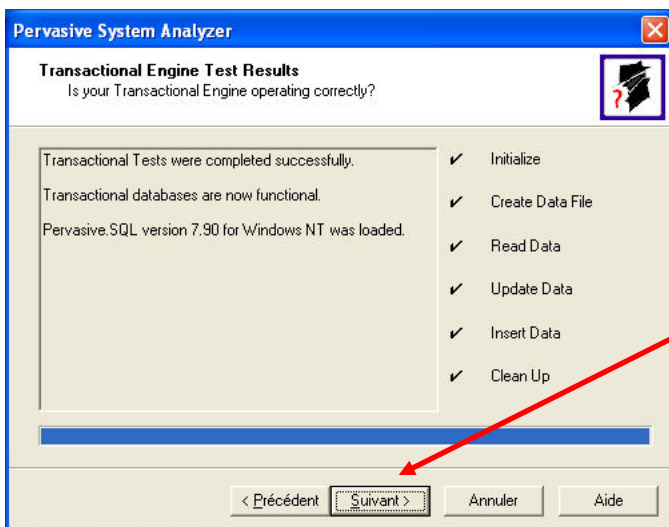 Pervasive System Analyzer
Transactional Engine Test Results
Is your Transactional Engine operating correctly?
?
Transactional Tests were completed successfully.
Transactional databases are now functional.
Pervasive.SQL version 7.90 for Windows NT was loaded.
Initialize
Create Data File
Read Data
Update Data
Insert Data
Clean Up
< Précédent
Suivant >
Annuler
Aide